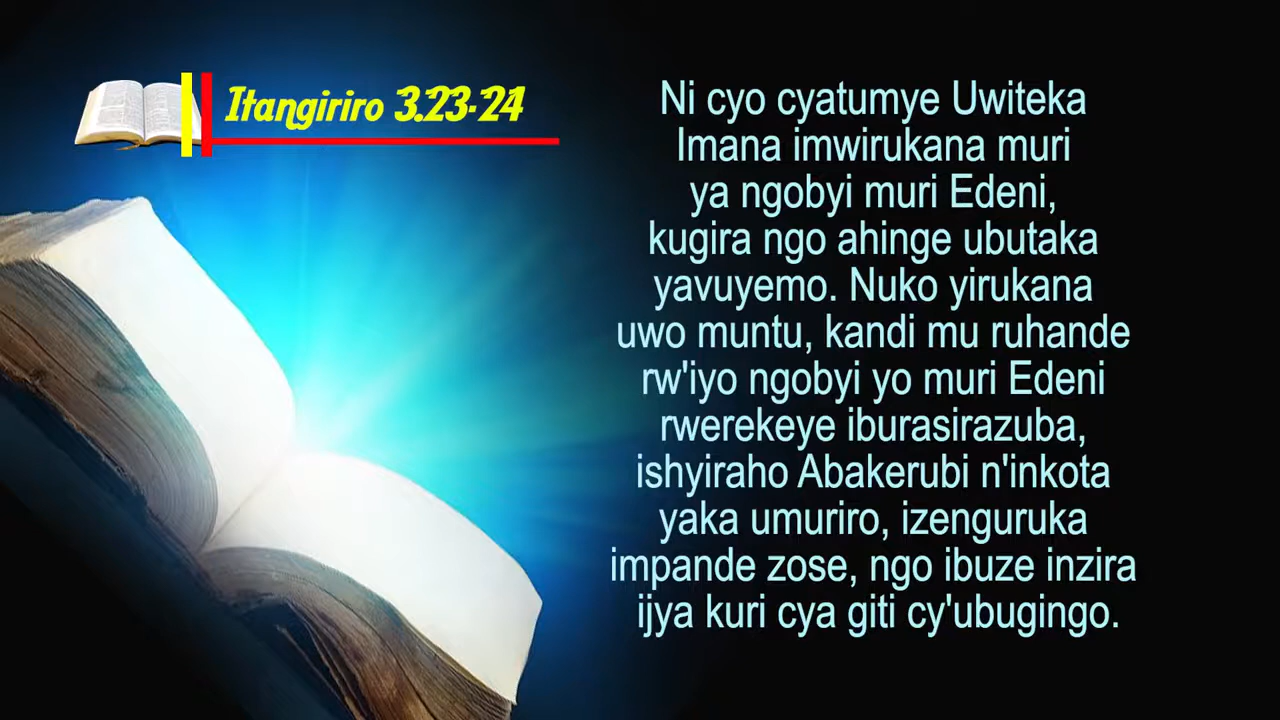 Itangiriro 3.23-24
Ni cyo cyatumye Uwiteka
Imana imwirukana muri
ya ngobyi muri Edeni,
kugira ngo ahinge ubutaka
yavuyemo. Nuko yirukana
uwo muntu, kandi mu ruhande
rw'iyo ngobyi yo muri Edeni
rwerekeye iburasirazuba,
ishyiraho Abakerubi n'inkota
yaka umuriro, izenguruka
impande zose, ngo ibuze inzira
ijya kuri cya giti cy'ubugingo.